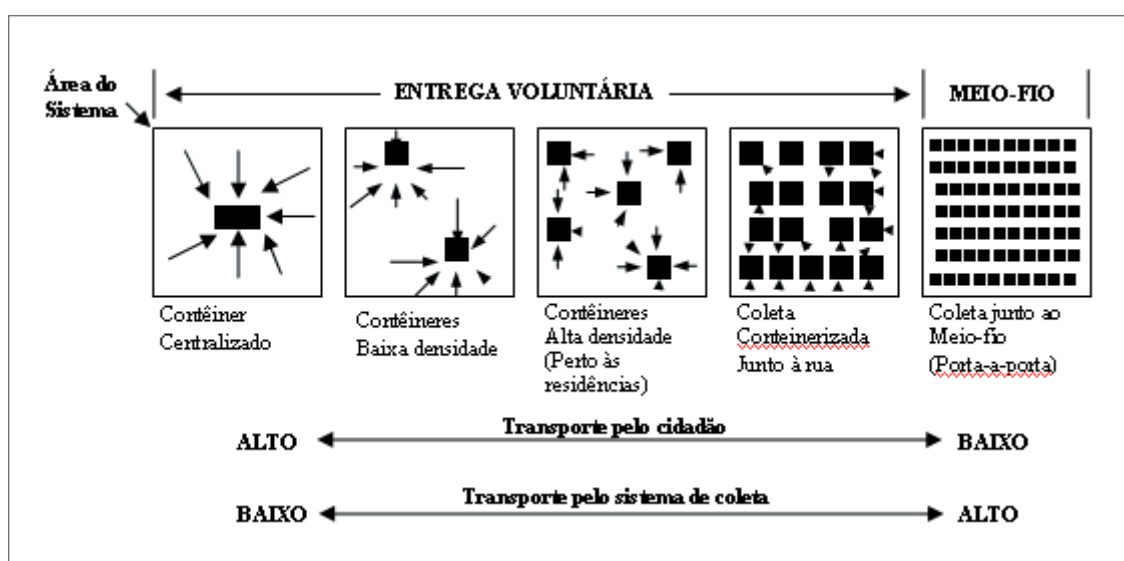 Área do
Sistema
ENTREGA VOLUNTÁRIA
MEIO-FIO
Contêiner
Centralizado
Contêineres
Baixa densidade
Contêineres
Alta densidade
(Perto às
residências)
Coleta
Conteinerizada
Junto à rua
Coleta junto ao
Meio-fio
(Porta-a-porta)
Transporte pelo cidadão
ALTO
BAIXO
Transporte pelo sistema de coleta
BAIXO
ALTO